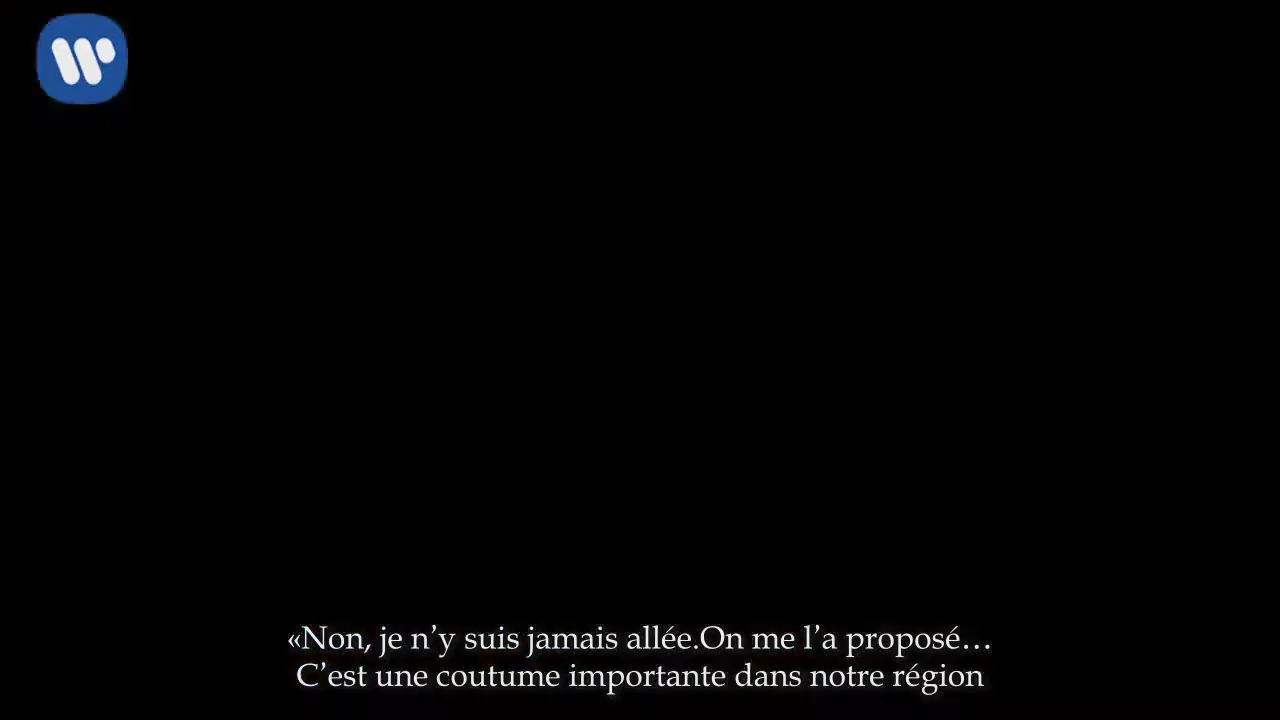 «Non, je n’y suis jamais allée.On me l’a proposé…
C’est une coutume importante dans notre région